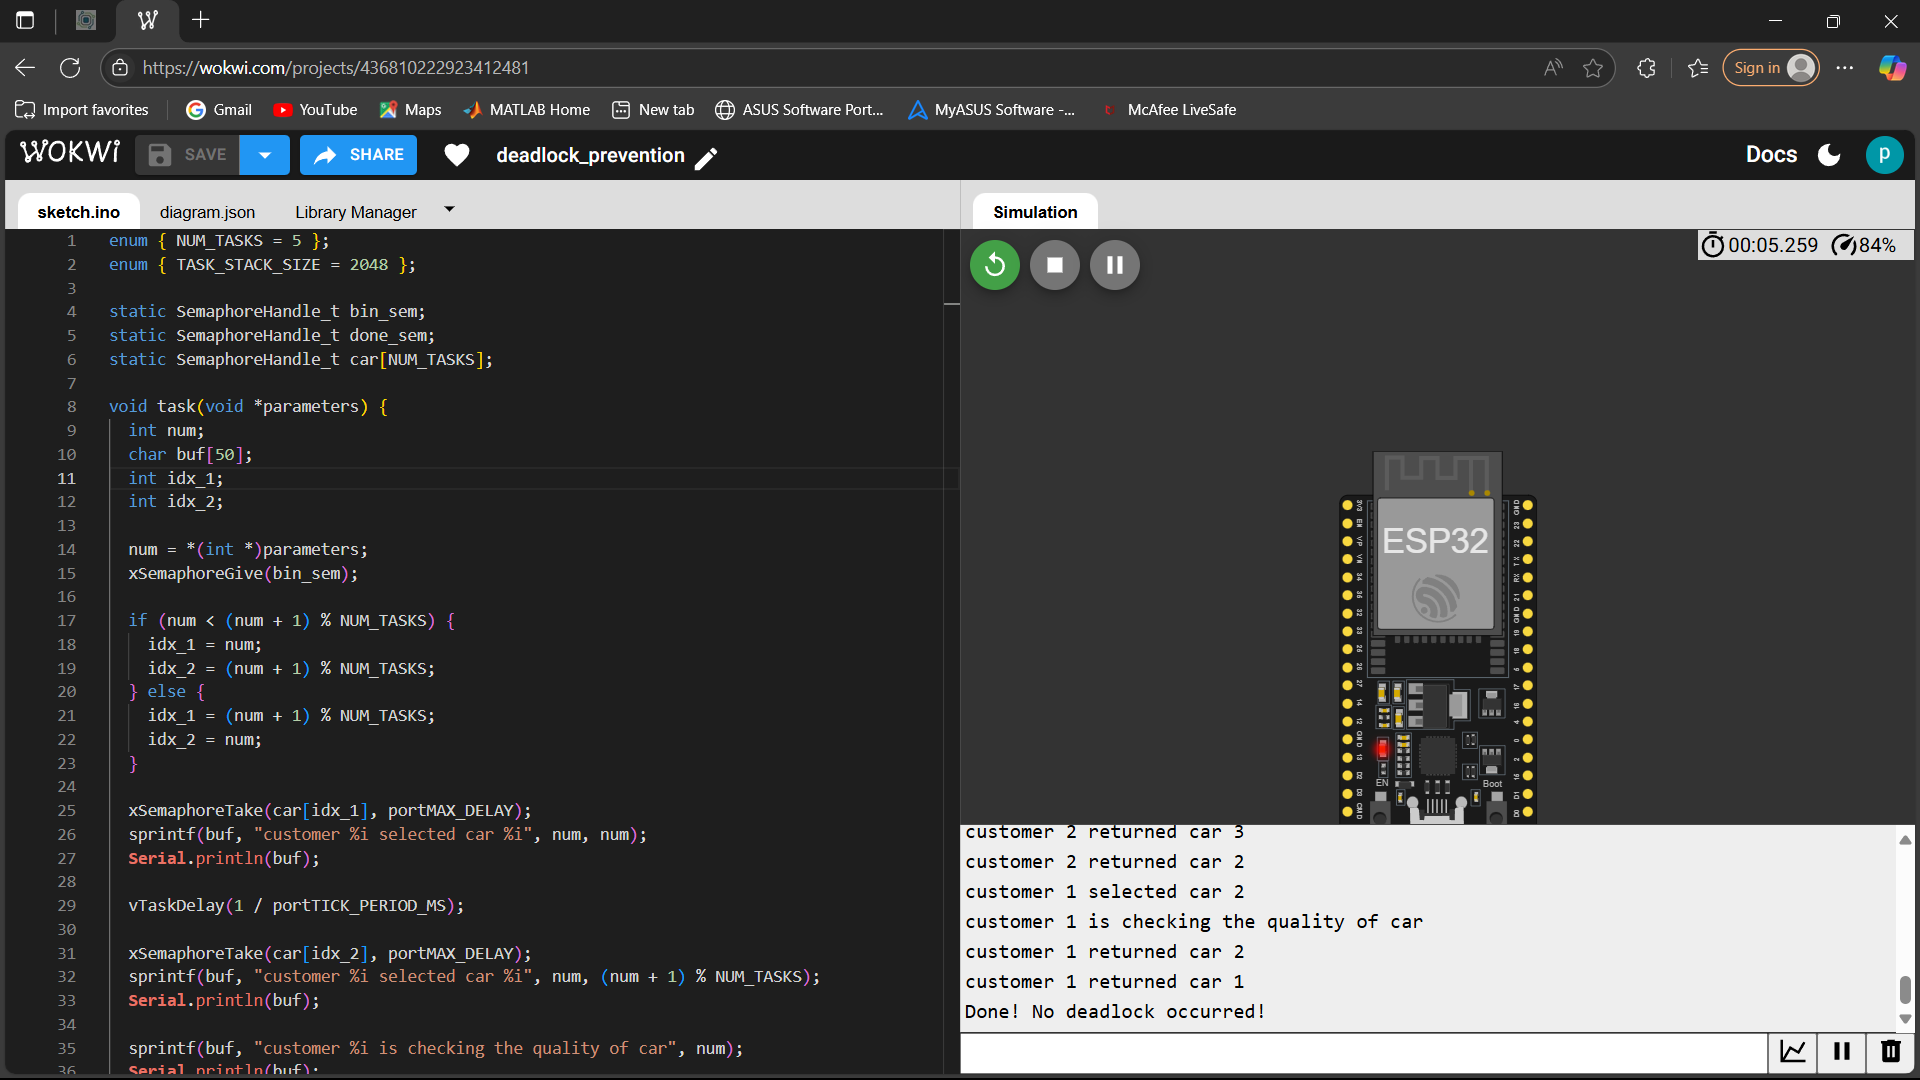 https://wokwi.com/projects/436810222923412481
Sign in
Import favorites
Gmail
YouTube
Maps
MATLAB Home
New tab
ASUS Software Port...
MyASUS Software -...
McAfee LiveSafe
WOKWi
SAVE
SHARE
deadlock_prevention
Docs
p
sketch.ino
diagram.json
Library Manager
1 enum { NUM_TASKS = 5 };
2 enum { TASK_STACK_SIZE = 2048 };
3
4 static SemaphoreHandle_t bin_sem;
5 static SemaphoreHandle_t done_sem;
6 static SemaphoreHandle_t car[NUM_TASKS];
7
8 void task(void *parameters) {
9 int num;
10 char buf[50];
11 int idx_1;
12 int idx_2;
13
14 num = *(int *)parameters;
15 xSemaphoreGive(bin_sem);
16
17 if (num < (num + 1) % NUM_TASKS) {
18 idx_1 = num;
19 idx_2 = (num + 1) % NUM_TASKS;
20 } else {
21 idx_1 = (num + 1) % NUM_TASKS;
22 idx_2 = num;
23 }
24
25 xSemaphoreTake(car[idx_1], portMAX_DELAY);
26 sprintf(buf, "customer %i selected car %i", num, num);
27 Serial.println(buf);
28
29 vTaskDelay(1 / portTICK_PERIOD_MS);
30
31 xSemaphoreTake(car[idx_2], portMAX_DELAY);
32 sprintf(buf, "customer %i selected car %i", num, (num + 1) % NUM_TASKS);
33 Serial.println(buf);
34
35 sprintf(buf, "customer %i is checking the quality of car", num);
36 Serial.println(buf);
Simulation
00:05.259
84%
ESP32
EN
Boot
customer 2 returned car 3
customer 2 returned car 2
customer 1 selected car 2
customer 1 is checking the quality of car
customer 1 returned car 2
customer 1 returned car 1
Done! No deadlock occurred!